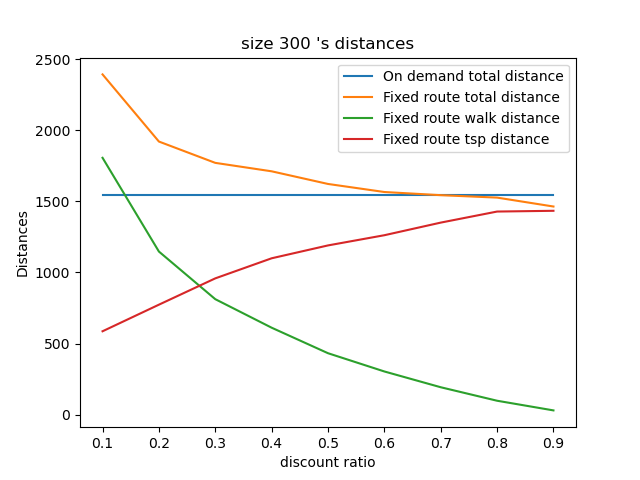 size 300 's distances
On demand total distance
Fixed route total distance
Fixed route walk distance
Fixed route tsp distance
Distances
2500
2000
1500
1000
500
0
0.1 0.2 0.3 0.4 0.5 0.6 0.7 0.8 0.9
discount ratio